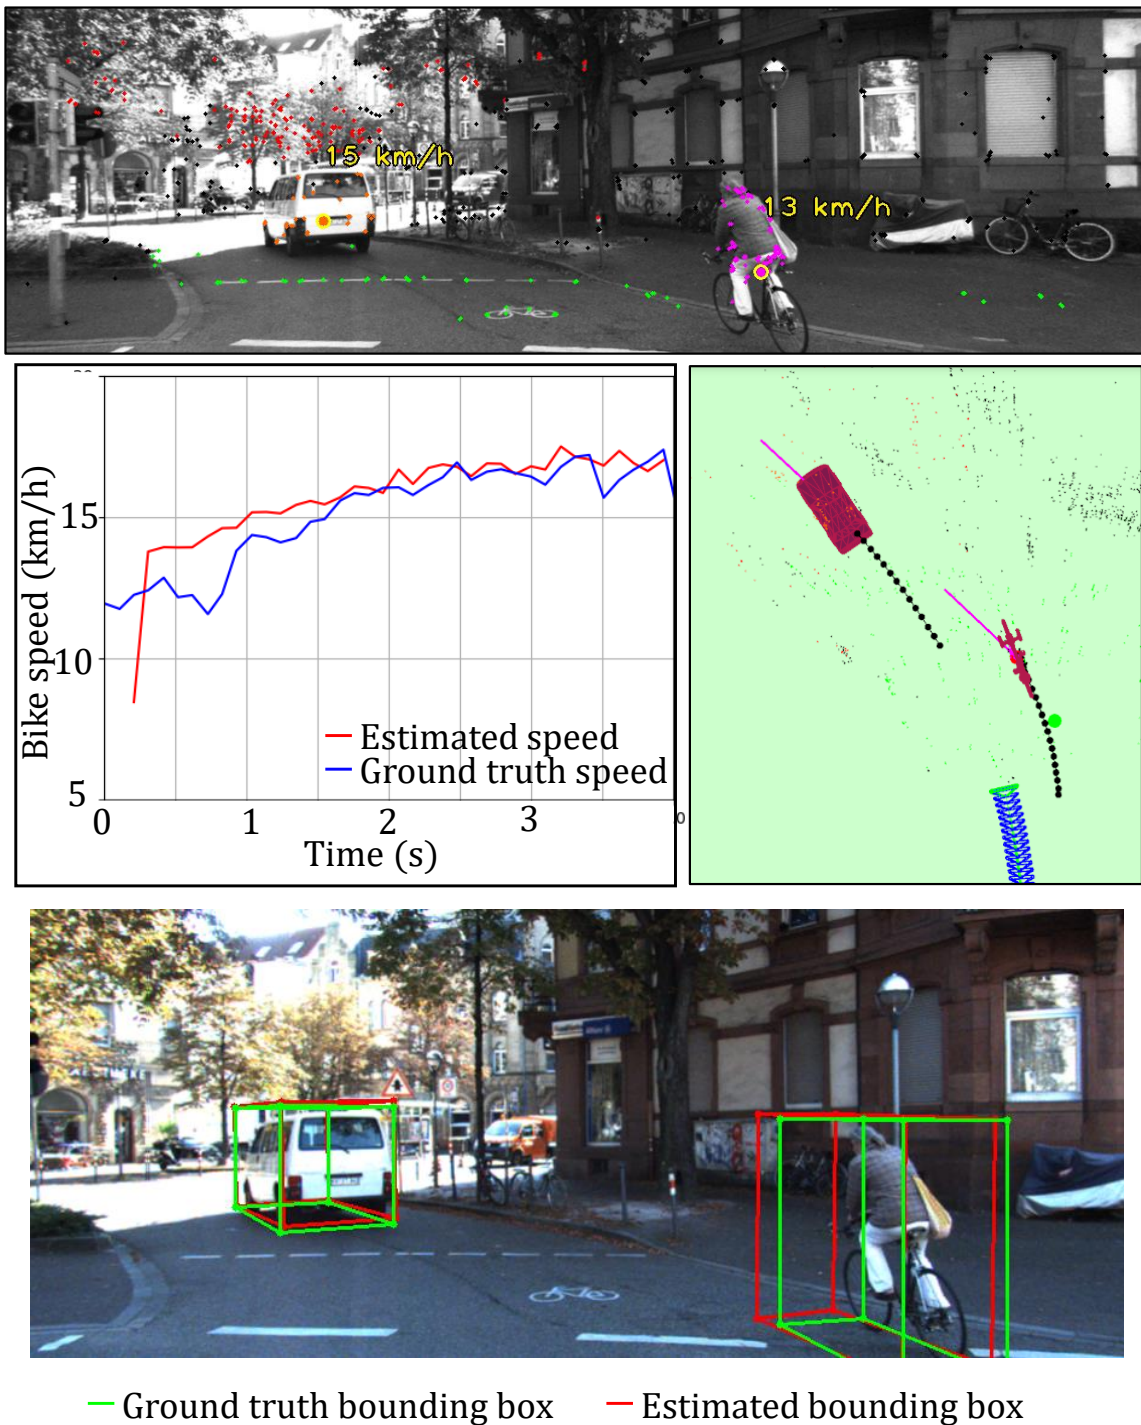 15 km/h
13 km/h
Bike speed (km/h)
15
10
5
Estimated speed
Ground truth speed
0 1 2 3
0
Time (s)
Ground truth bounding box Estimated bounding box